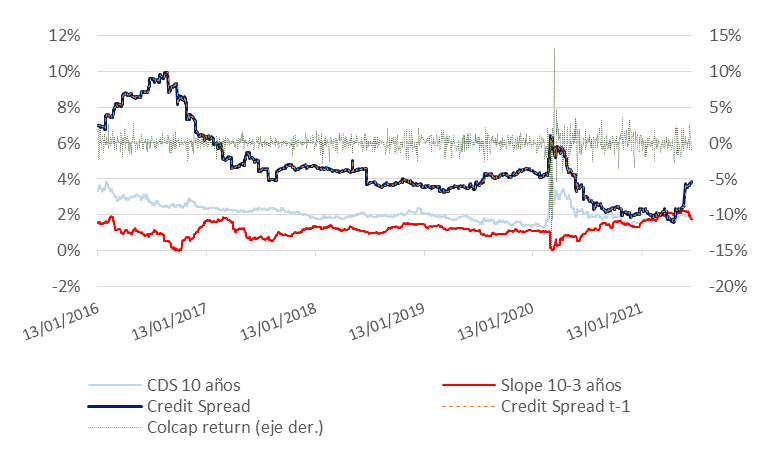 12% 15%
10% 10%
8% 5%
6% 0%
4% -5%
2% -10%
0% -15%
-2% -20%
13/01/2016 13/01/2017 13/01/2018 13/01/2019 13/01/2020 13/01/2021
CDS 10 años Slope 10-3 años
Credit Spread Credit Spread t-1
Colcap return (eje der.)